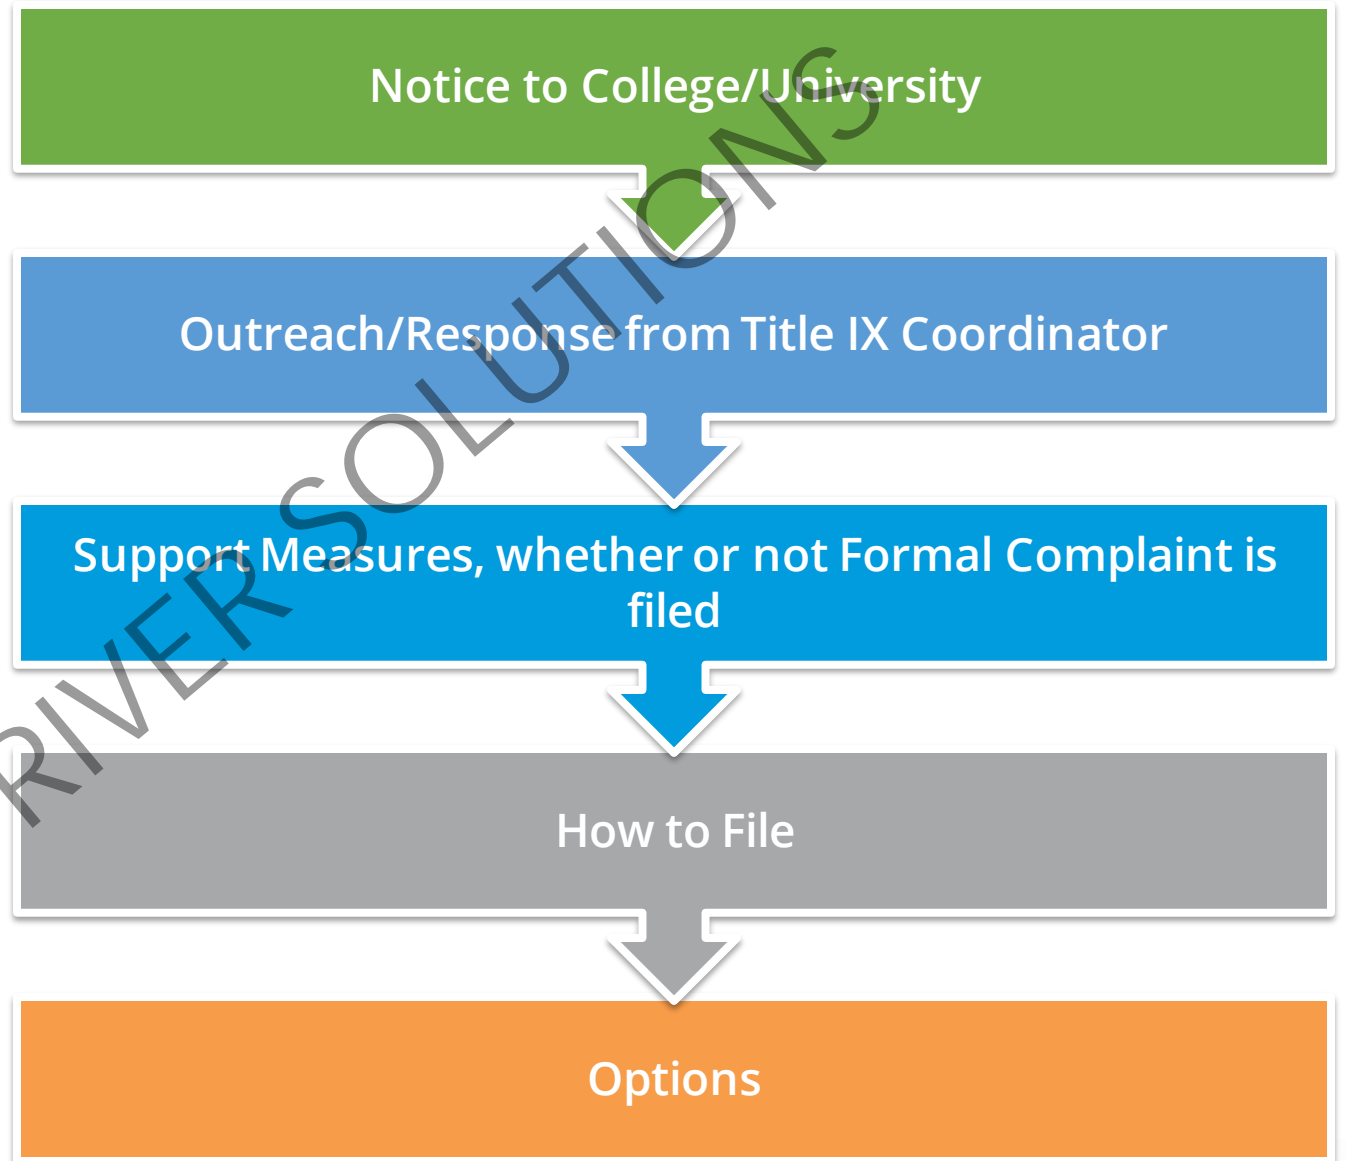 Notice to College/University
Outreach/Response from Title IX Coordinator
Support Measures, whether or not Formal Complaint is
filed
How to File
Options
RIVER SOLUTIONS